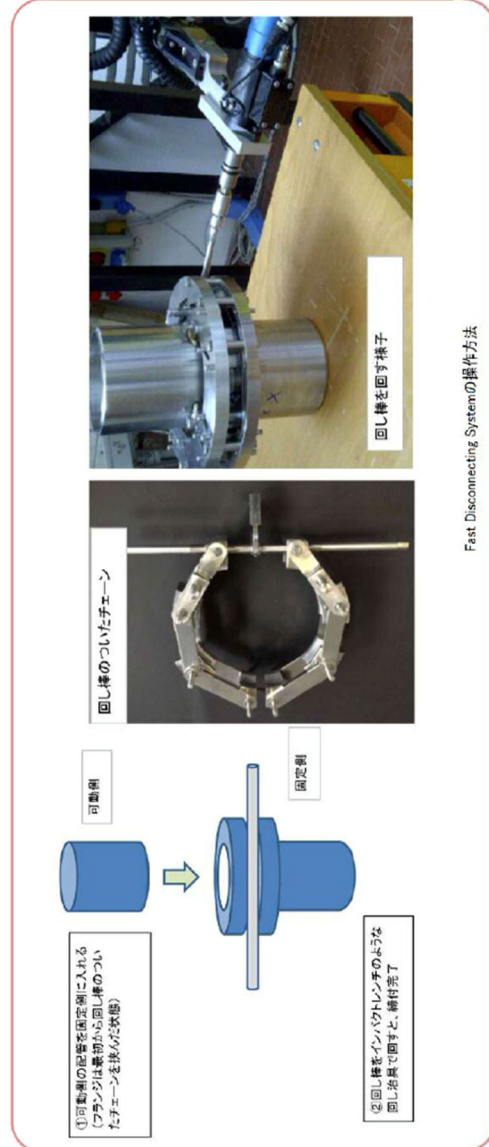 ①可動側の配管を固定側に入れる
(フランジは最初から回し棒のつい
たチェーンを挟んだ状態)
可動側
固定側
②回し棒をインパクトレンチのような
回し治具で回すと、締付完了
回し棒のついたチェーン
回し棒を回す様子
Fast Disconnecting Systemの操作方法